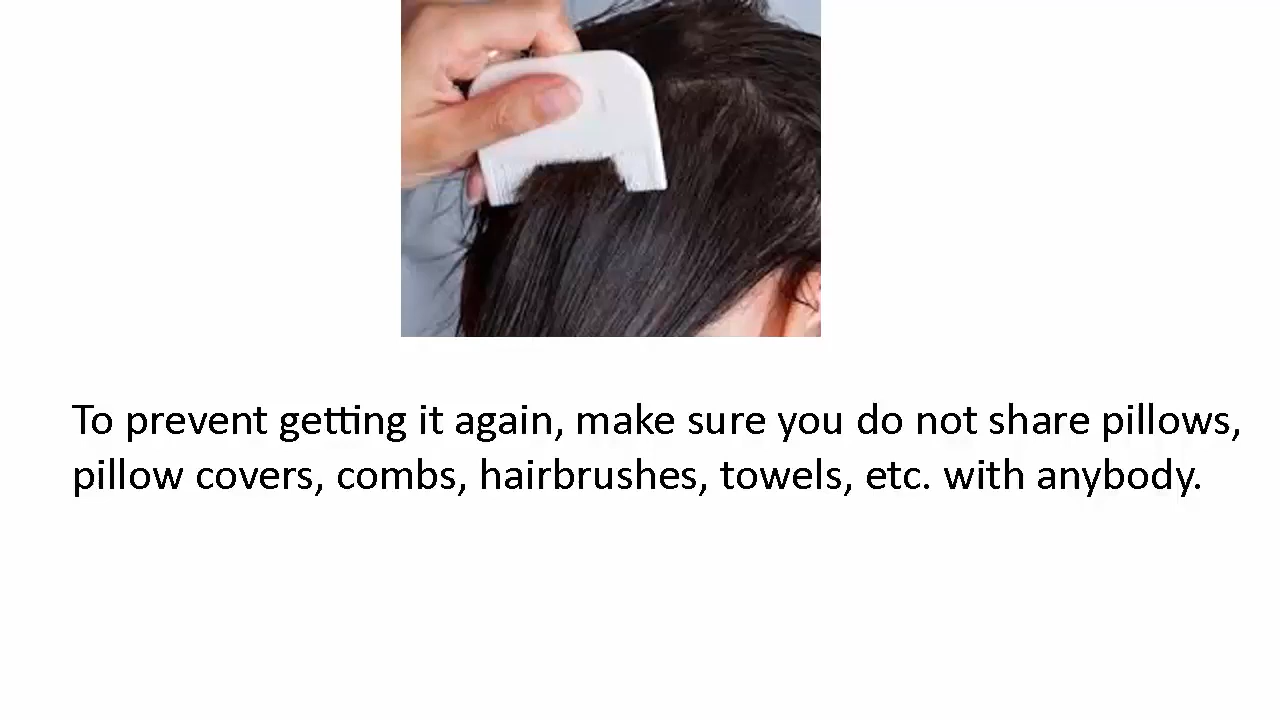 To prevent getting it again, make sure you do not share pillows,
pillow covers, combs, hairbrushes, towels, etc. with anybody.